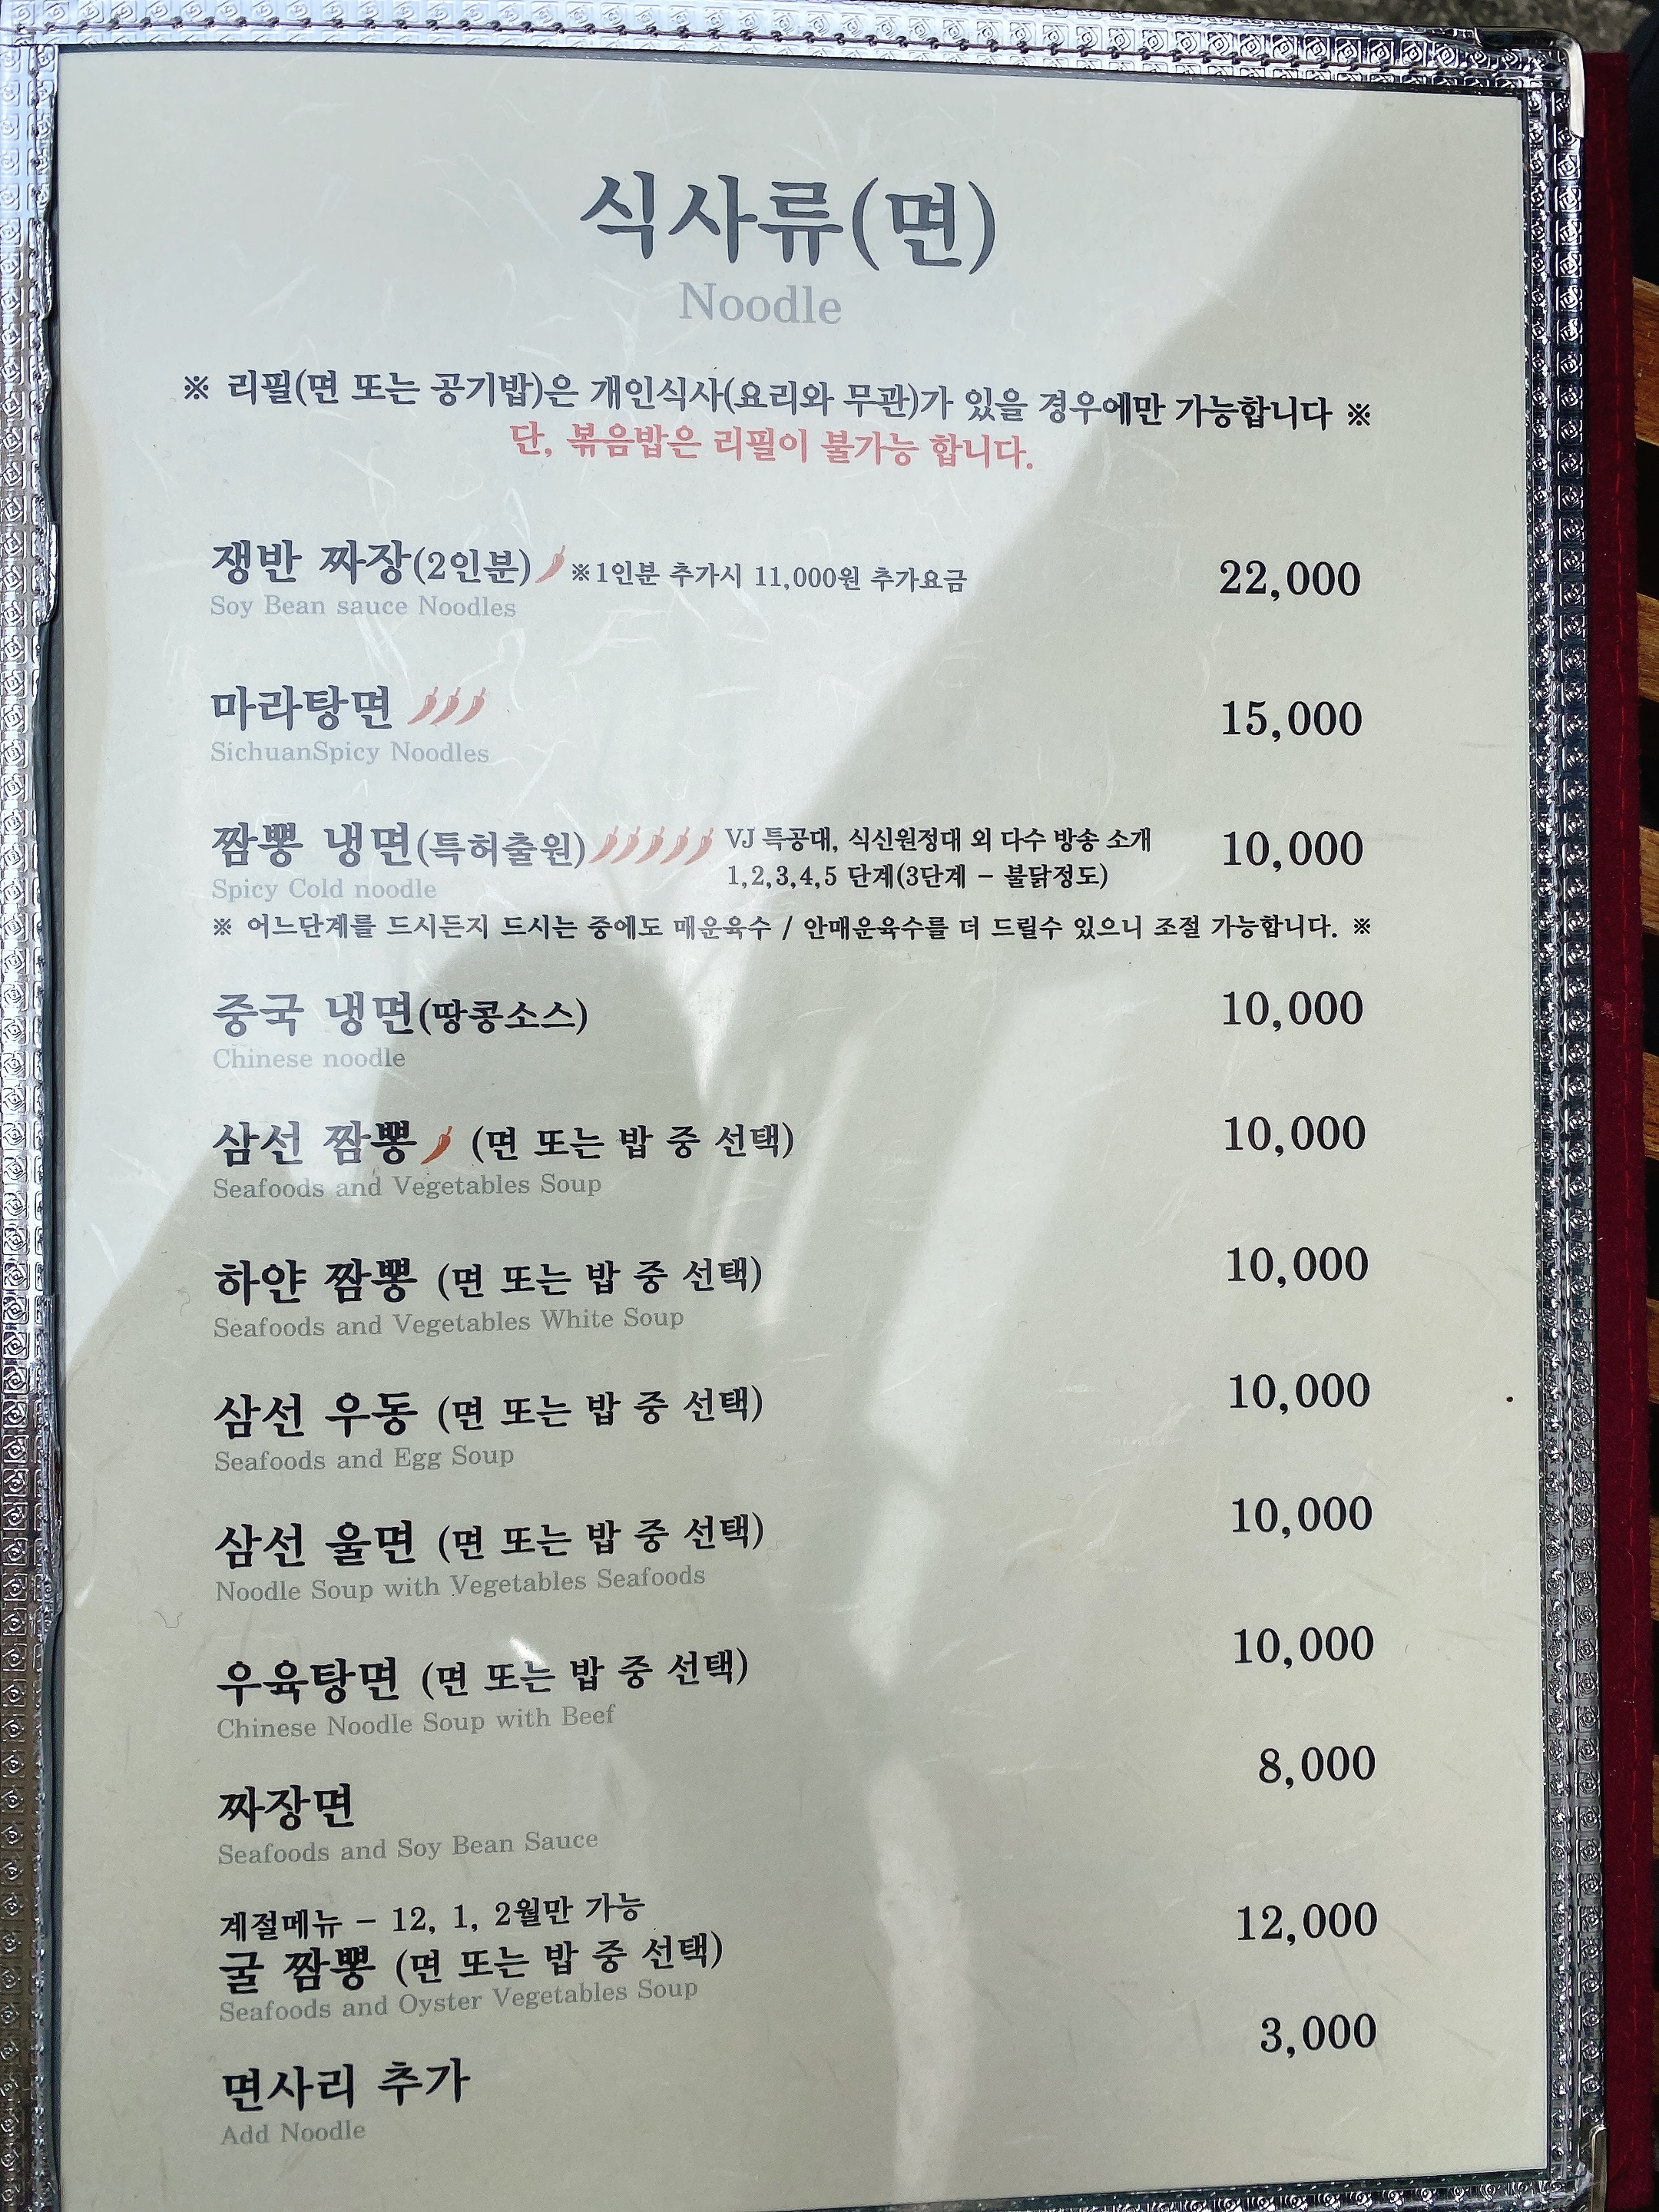 식사류(면)
Noodle
※ 리필(면 또는 공기밥)은 개인식사(요리와 무관)가 있을 경우에만 가능합니다 ※
단, 볶음밥은 리필이 불가능 합니다.
쟁반 짜장(2인분) ※1인분 추가시 11,000원 추가요금 22,000
Soy Bean sauce Noodles
마라탕면 15,000
SichuanSpicy Noodles
짬뽕 냉면(특허출원) VJ 특공대, 식신원정대 외 다수 방송 소개 10,000
1,2,3,4,5 단계(3단계 - 불닭정도)
Spicy Cold noodle
※ 어느단계를 드시든지 드시는 중에도 매운육수 / 안매운육수를 더 드릴수 있으니 조절 가능합니다. ※
중국 냉면(땅콩소스) 10,000
Chinese noodle
삼선 짬뽕 (면 또는 밥 중 선택) 10,000
Seafoods and Vegetables Soup
하얀 짬뽕 (면 또는 밥 중 선택) 10,000
Seafoods and Vegetables White Soup
삼선 우동 (면 또는 밥 중 선택) 10,000
Seafoods and Egg Soup
삼선 울면 (면 또는 밥 중 선택) 10,000
Noodle Soup with Vegetables Seafoods
우육탕면 (면 또는 밥 중 선택) 10,000
Chinese Noodle Soup with Beef
짜장면 8,000
Seafoods and Soy Bean Sauce
계절메뉴 - 12, 1, 2월만 가능
굴 짬뽕 (면 또는 밥 중 선택) 12,000
Seafoods and Oyster Vegetables Soup
면사리 추가 3,000
Add Noodle